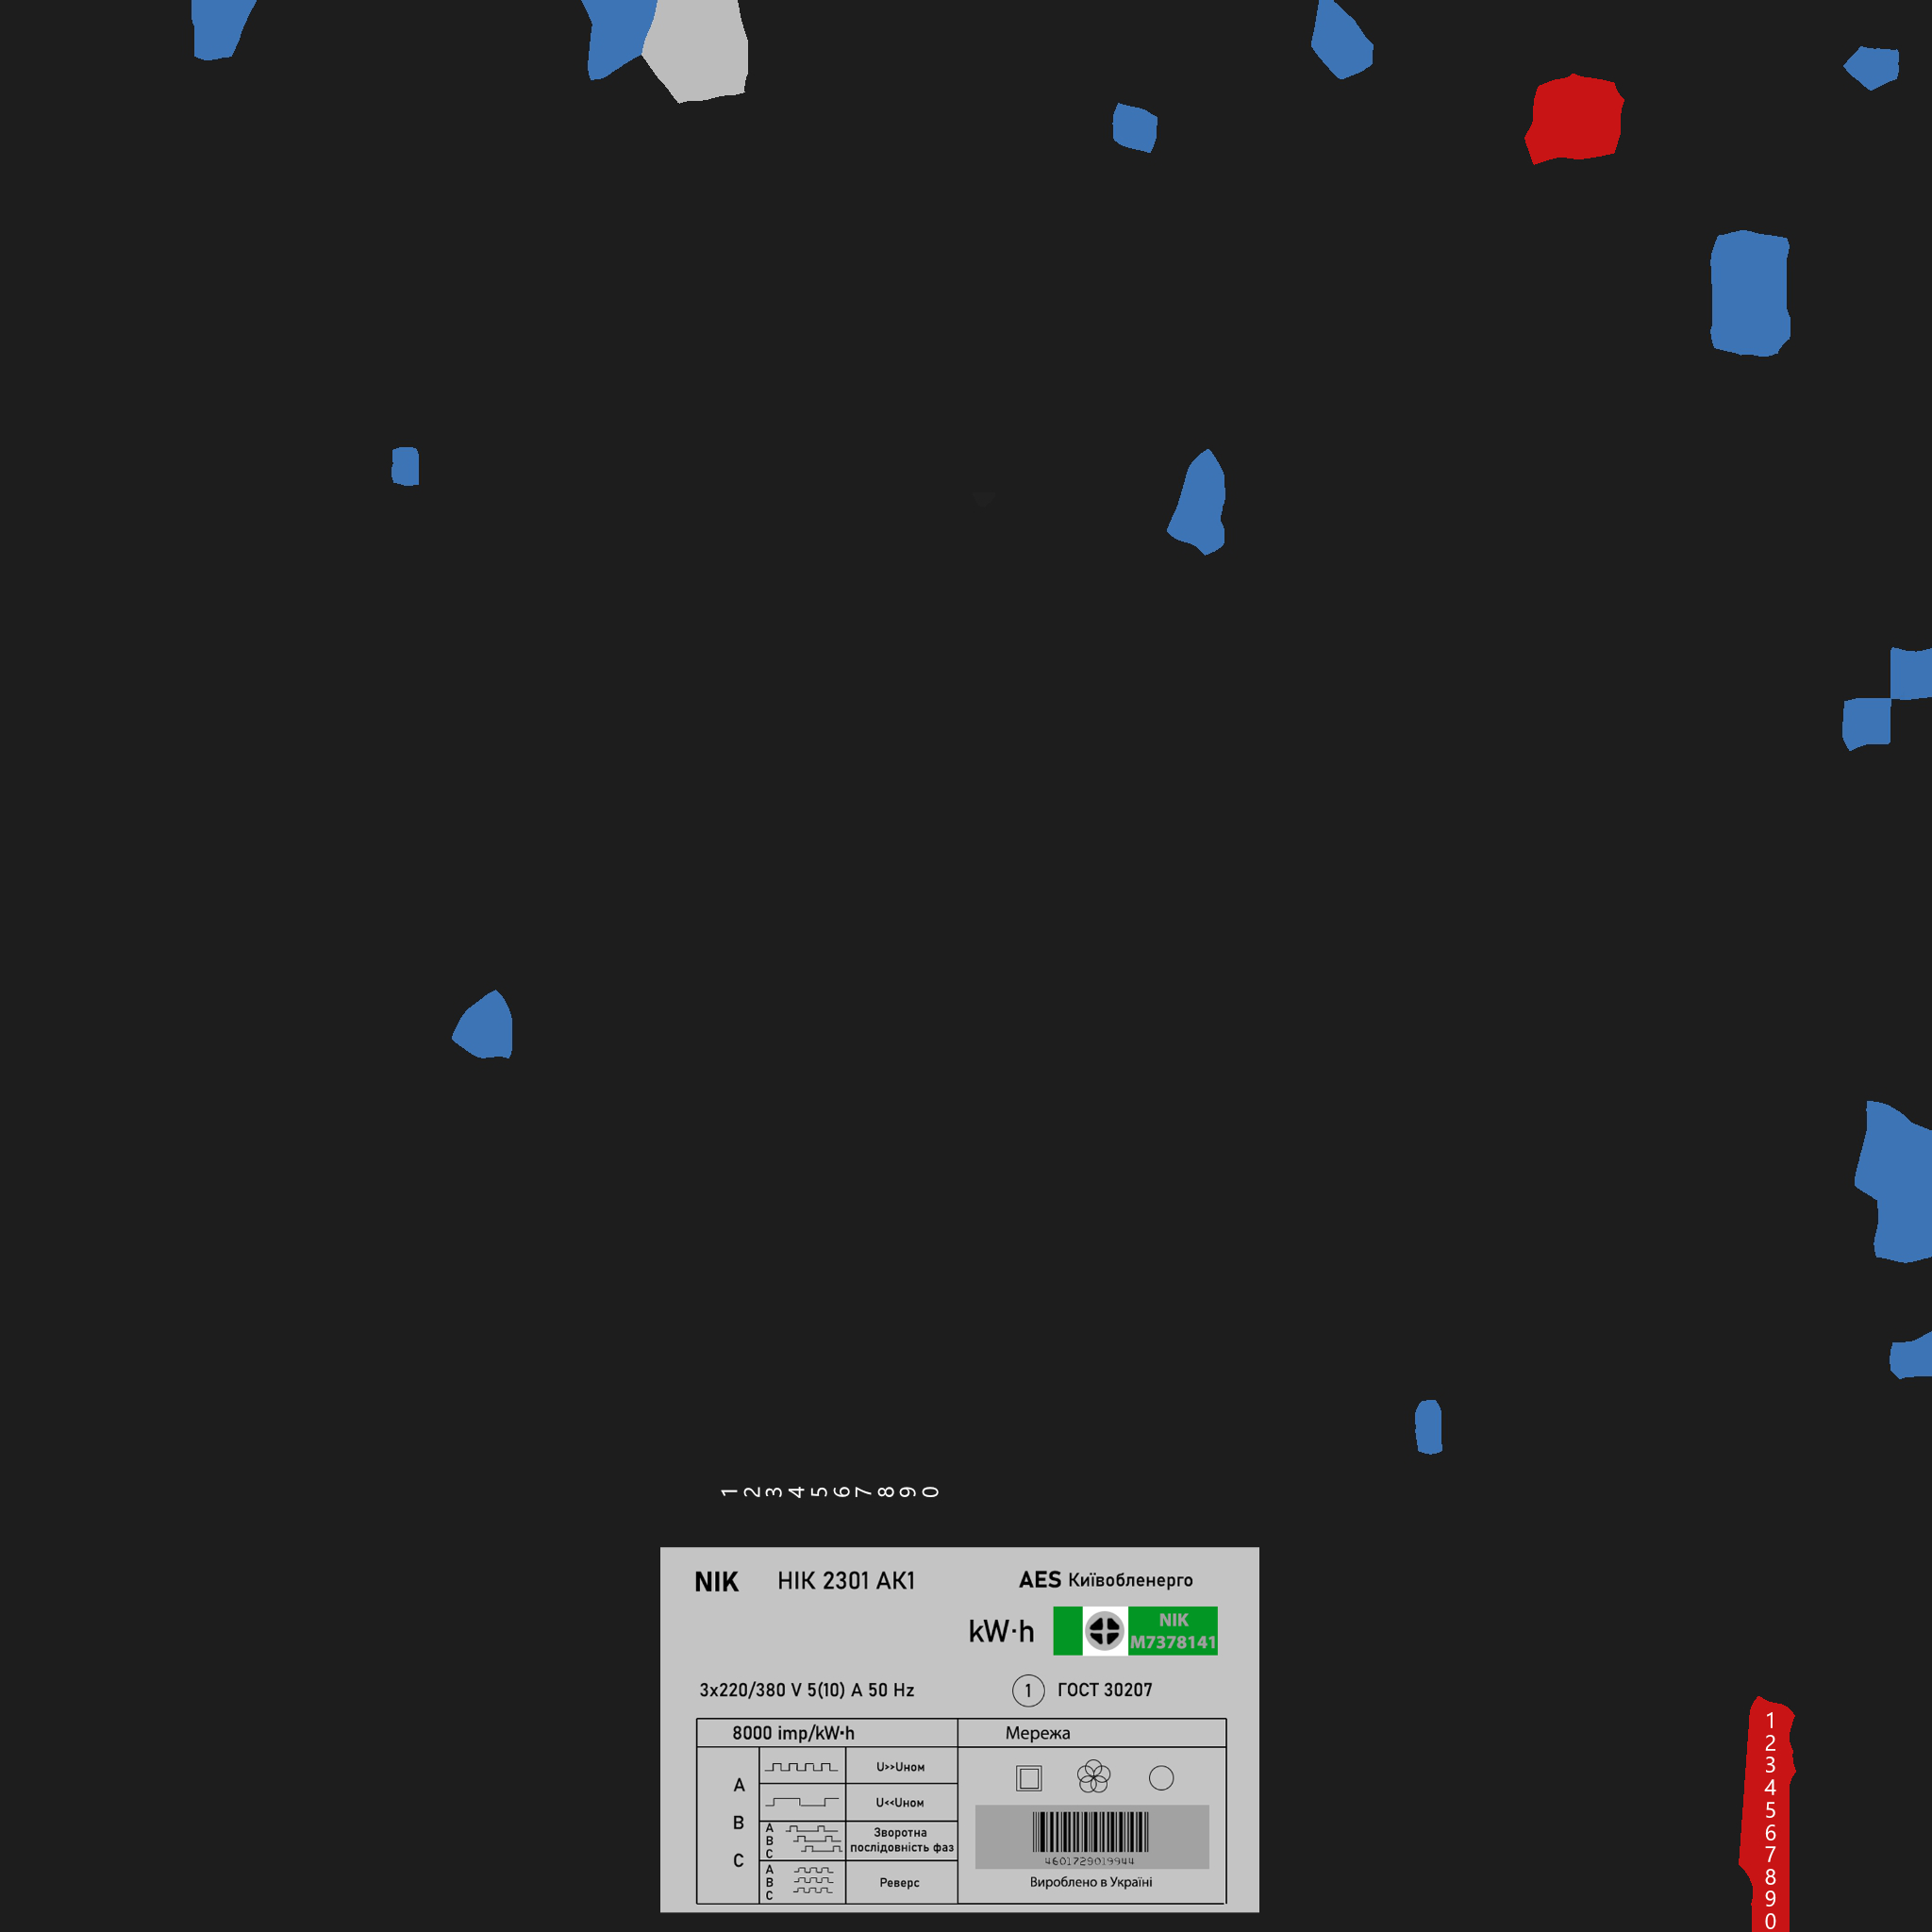 1 2 3 4 5 6 7 8 9 0
NIK НІК 2301 АК1 AES Київобленерго
kW·h NIK
M7378141
3x220/380 V 5(10) A 50 Hz 1 ГОСТ 30207
8000 imp/kW·h Мережа
A
B
C
U>>Uном
U<<Uном
A
B
C
Зворотна
послідовність фаз
A
B
C
Реверс
4601729019944
Вироблено в Україні
1
2
3
4
5
6
7
8
9
0